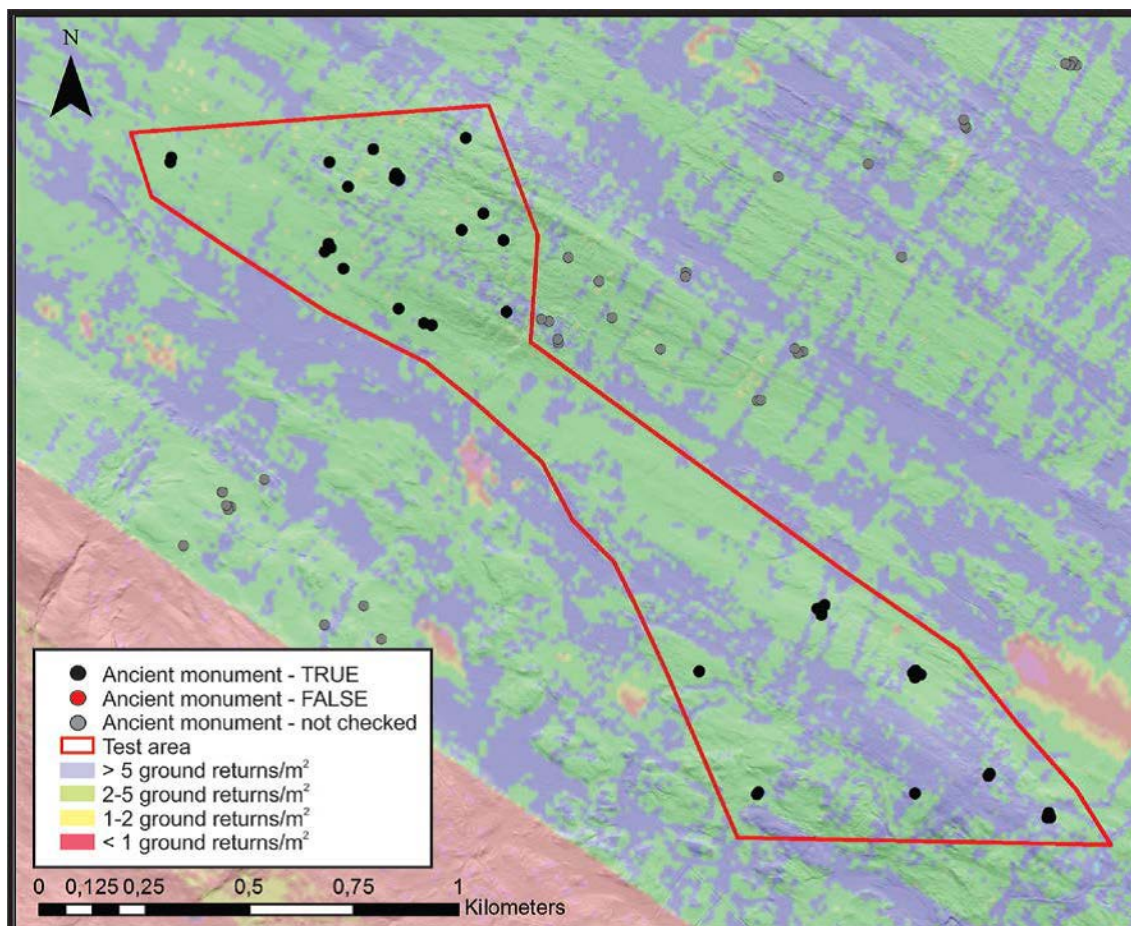 N
Ancient monument - TRUE
Ancient monument - FALSE
Ancient monument - not checked
Test area
> 5 ground returns/m²
2-5 ground returns/m²
1-2 ground returns/m²
< 1 ground returns/m²
0 0,125 0,25 0,5 0,75 1
Kilometers